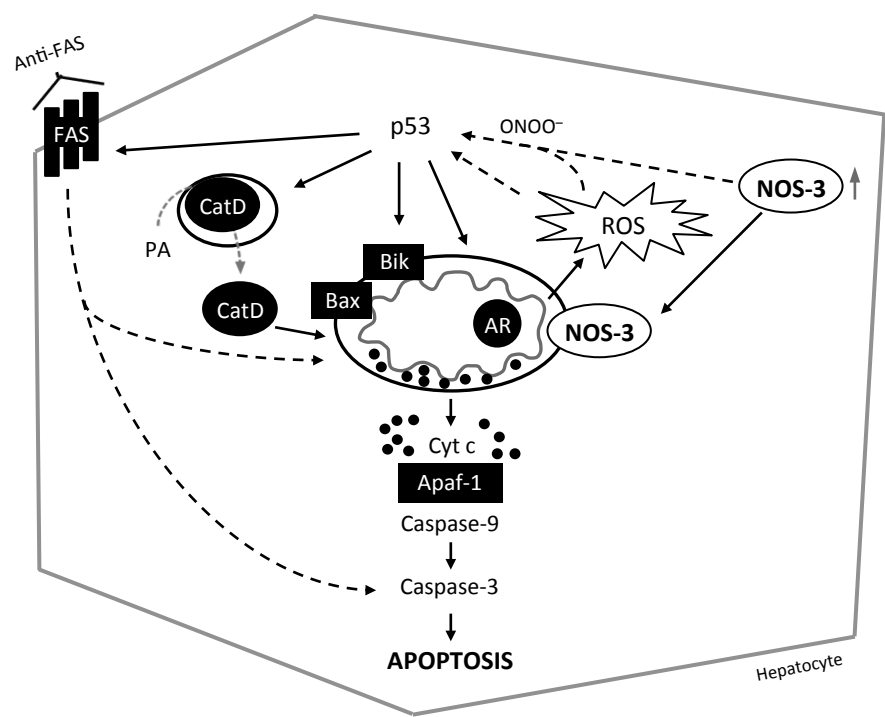 Anti-FAS
FAS
p53
ONOO⁻
NOS-3
CatD
ROS
PA
Bik
Bax
CatD
AR
NOS-3
Cyt c
Apaf-1
Caspase-9
Caspase-3
APOPTOSIS
Hepatocyte